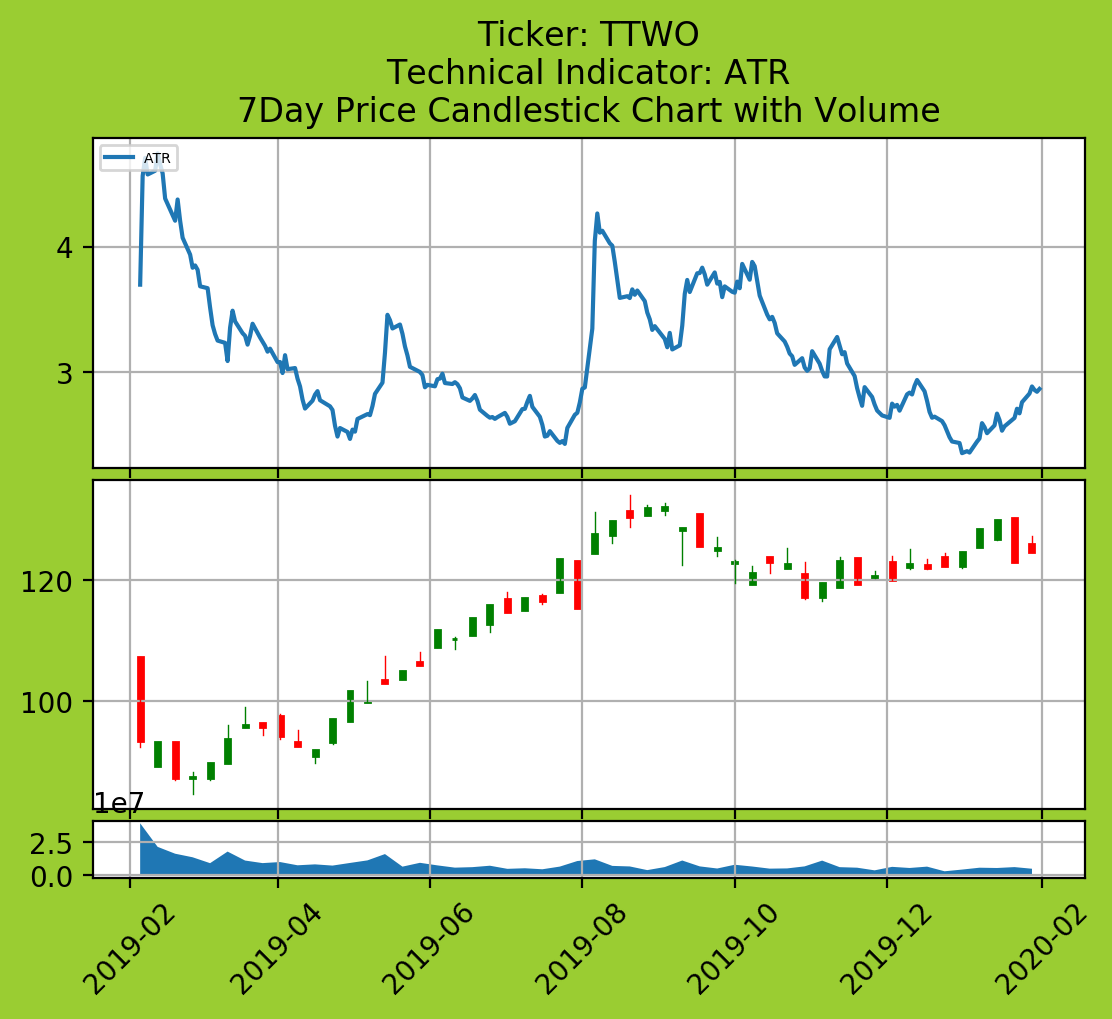 Ticker: TTWO
Technical Indicator: ATR
7Day Price Candlestick Chart with Volume
ATR
4
3
120
100
1e7
2.5
0.0
2019-02
2019-04
2019-06
2019-08
2019-10
2019-12
2020-02